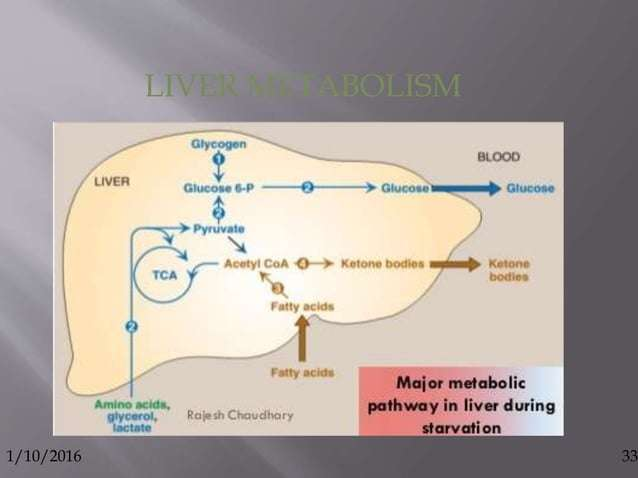 LIVER METABOLISM
Glycogen
1
BLOOD
LIVER
Glucose 6-P
2
Glucose
Glucose
2
Pyruvate
Acetyl CoA
4
Ketone bodies
Ketone
bodies
TCA
3
Fatty acids
2
Fatty acids
Amino acids,
glycerol,
lactate
Rajesh Chaudhary
Major metabolic
pathway in liver during
starvation
1/10/2016
33